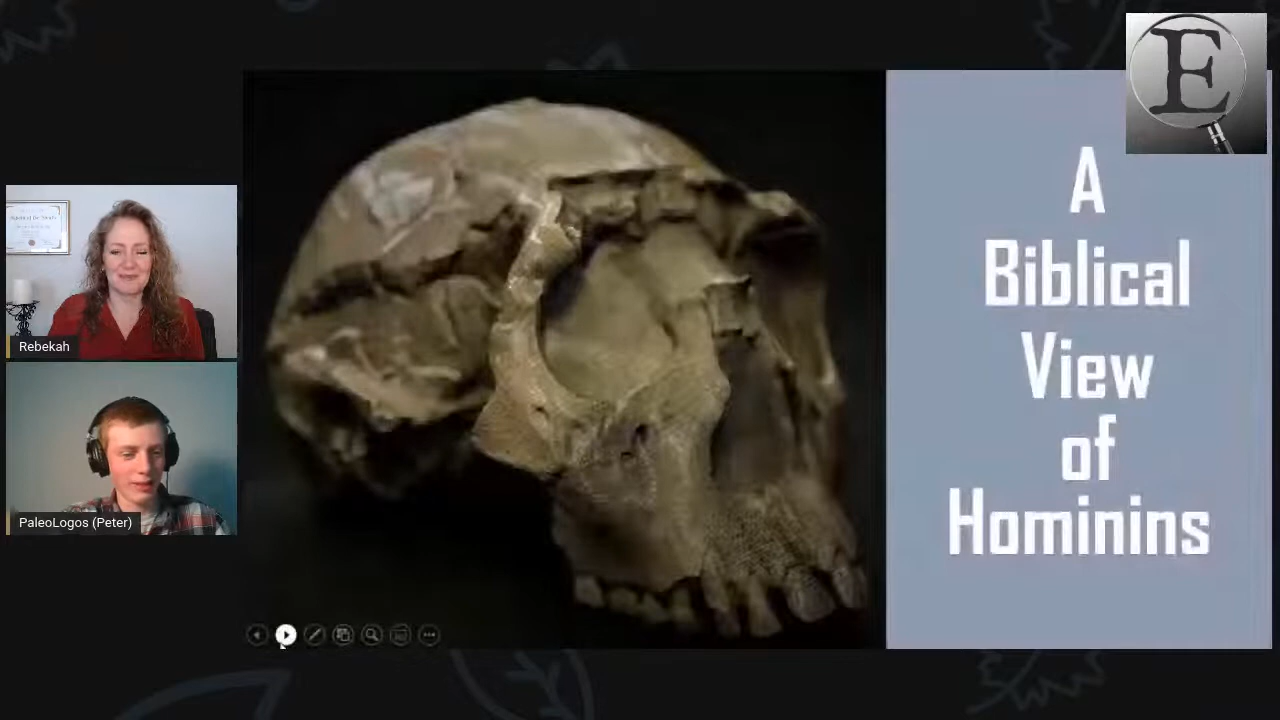 E
A
Biblical
View
of
Hominins
Rebekah
PaleoLogos (Peter)